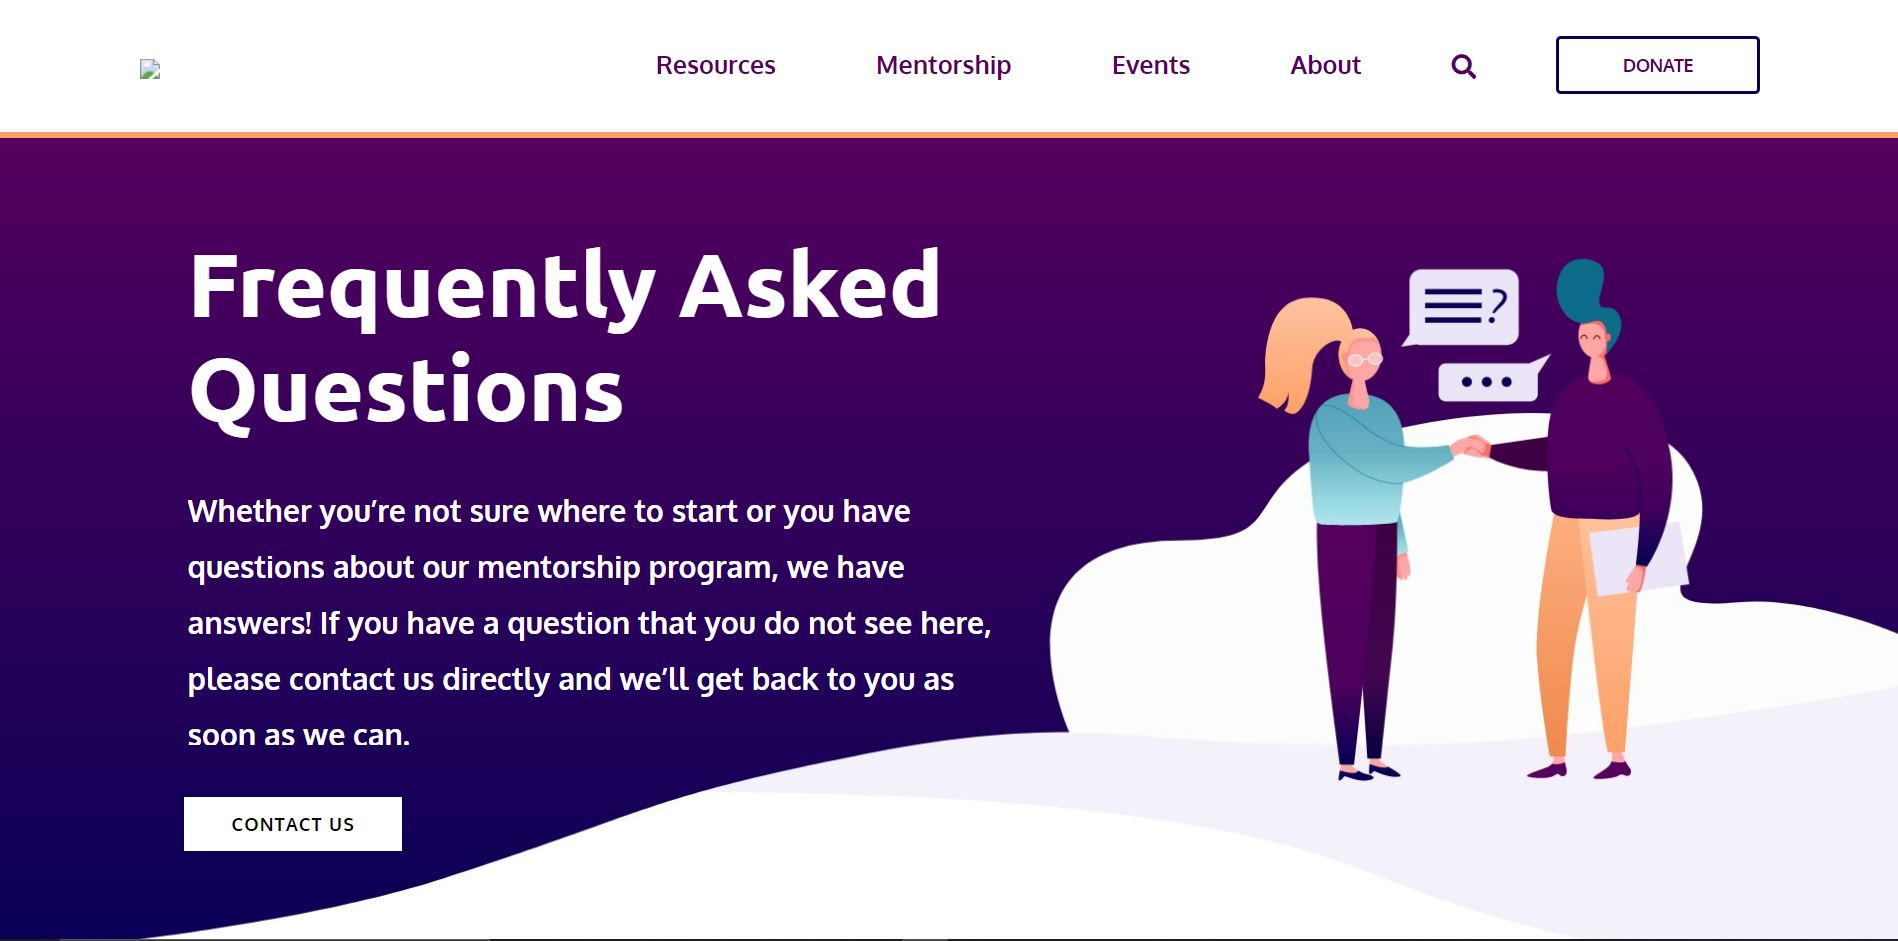 Resources Mentorship Events About DONATE
Frequently Asked
Questions
?
Whether you’re not sure where to start or you have
questions about our mentorship program, we have
answers! If you have a question that you do not see here,
please contact us directly and we’ll get back to you as
soon as we can.
CONTACT US